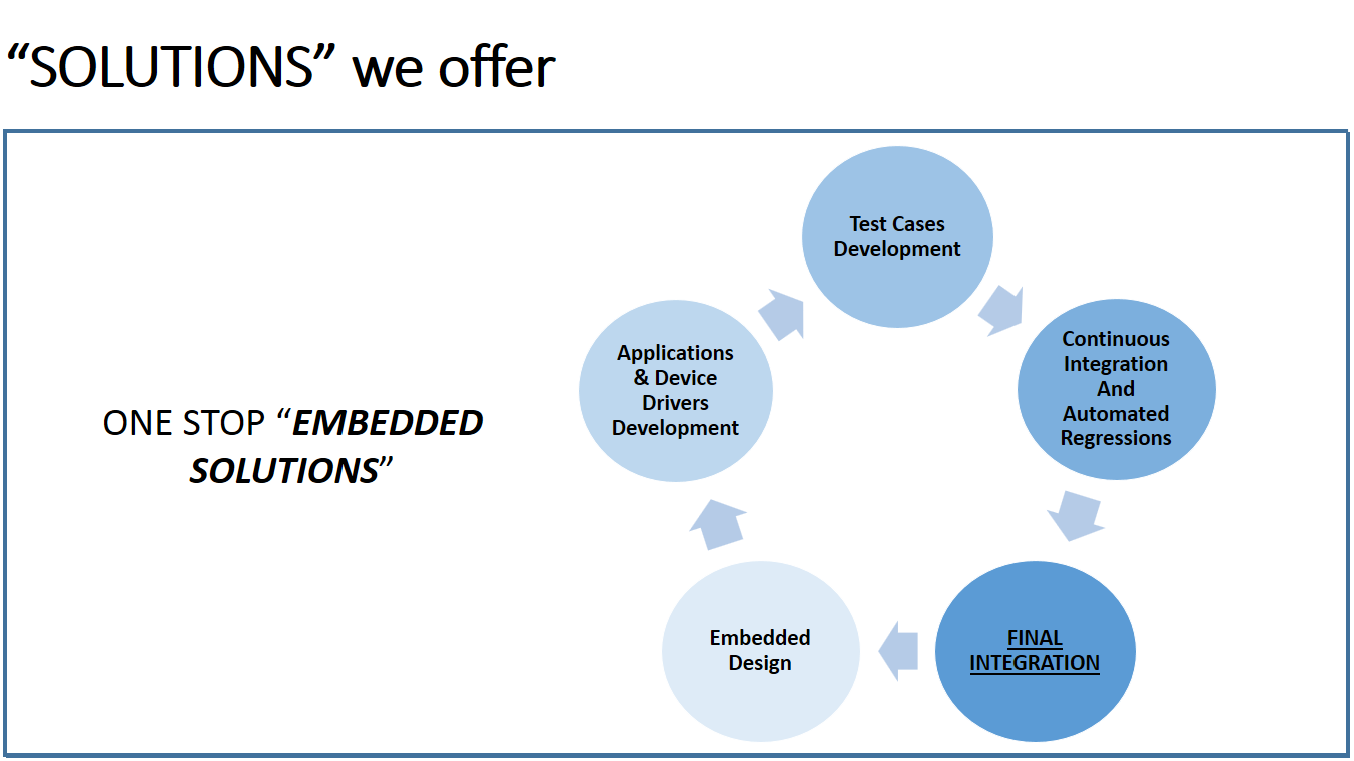 “SOLUTIONS” we offer
ONE STOP “EMBEDDED
SOLUTIONS”
Test Cases
Development
Continuous
Integration
And
Automated
Regressions
FINAL
INTEGRATION
Embedded
Design
Applications
& Device
Drivers
Development